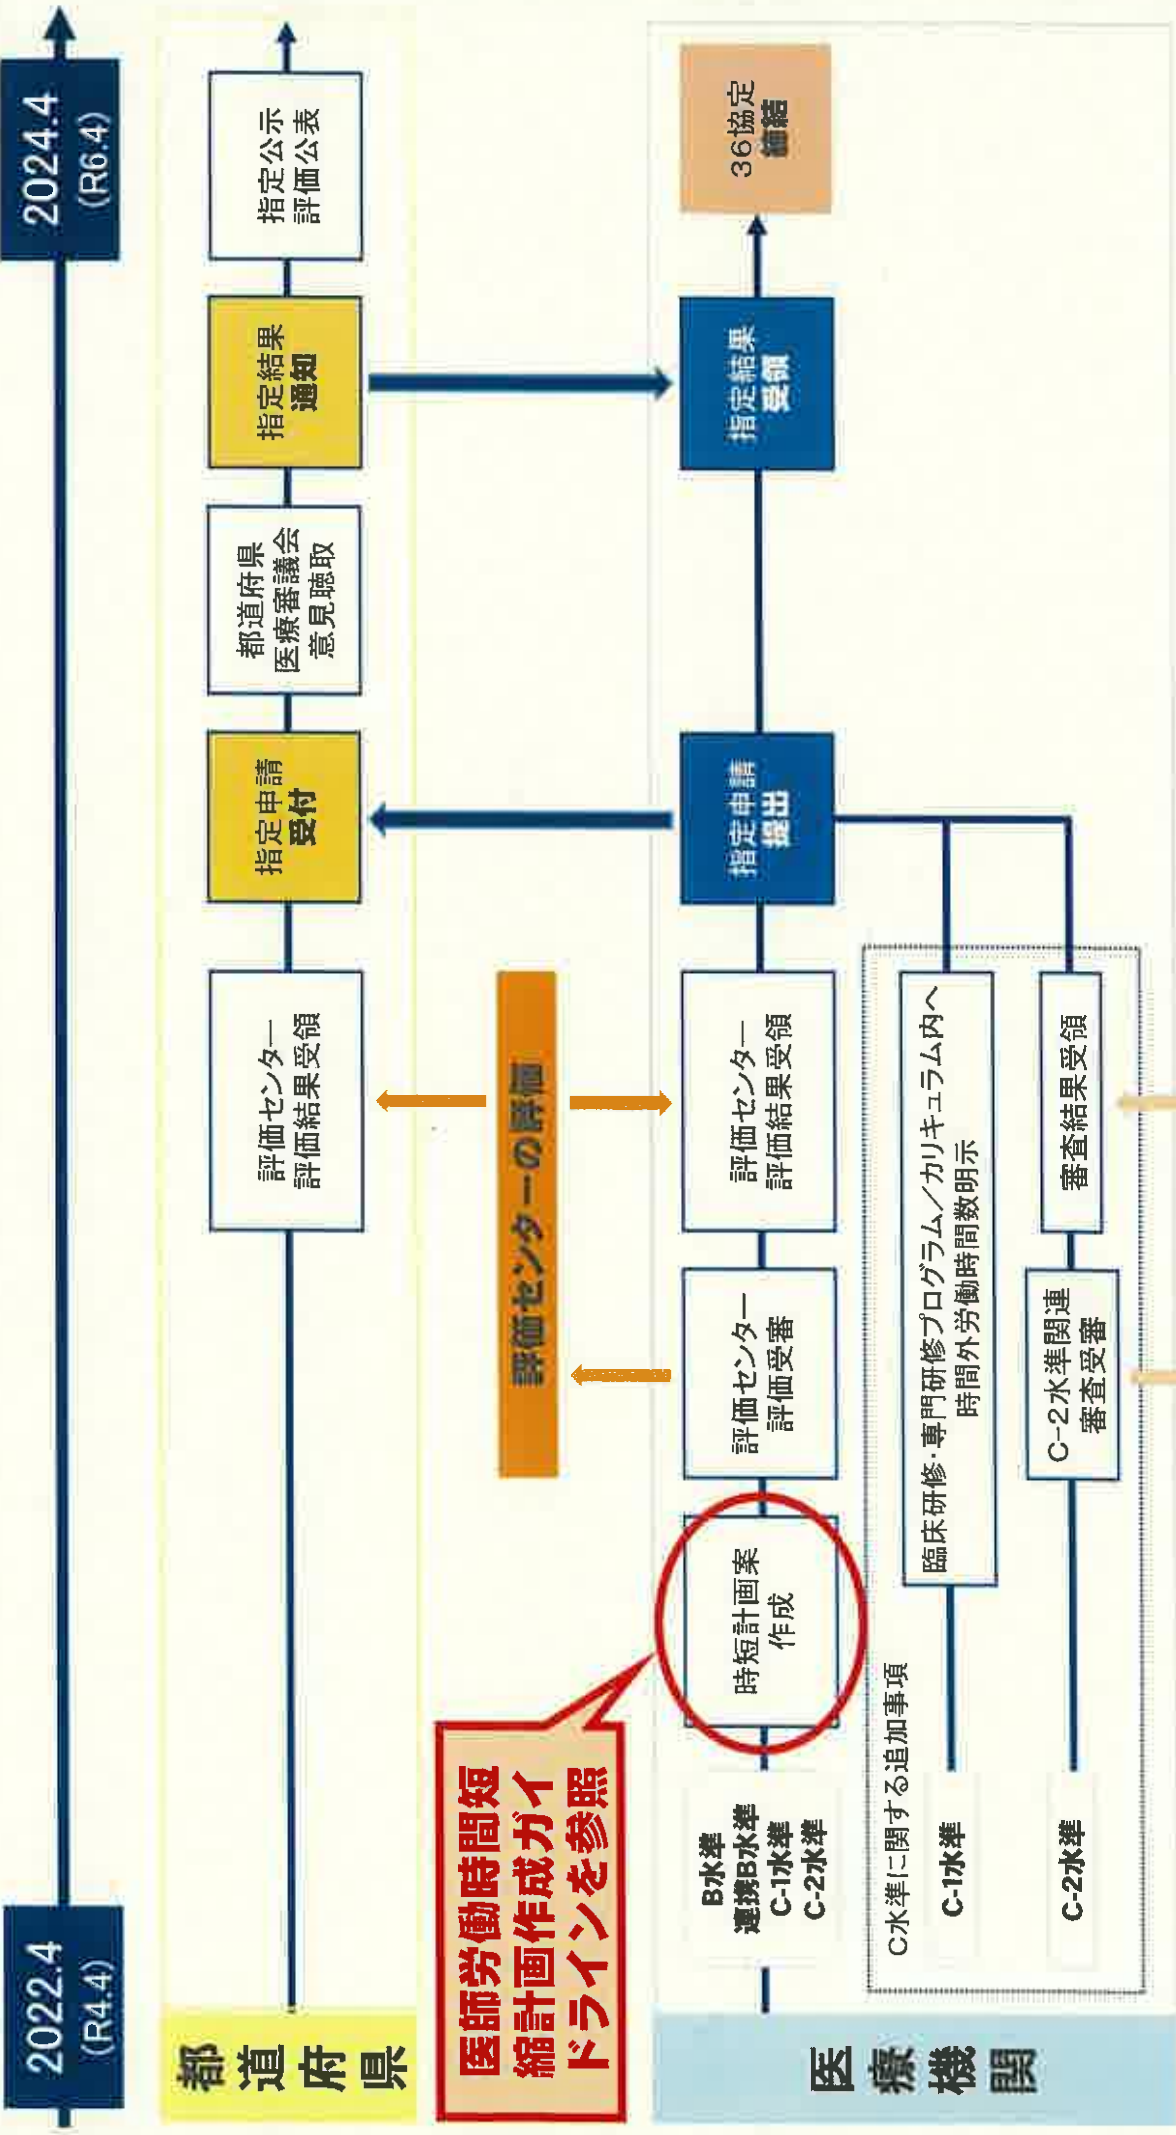 2022.4
(R4.4)
2024.4
(R6.4)
都道府県
評価センター
評価結果受領
指定申請
受付
都道府県
医療審議会
意見聴取
指定結果
通知
指定公示
評価公表
医師労働時間短
縮計画作成ガイ
ドラインを参照
評価センターの評価
医療機関
B水準
連携B水準
C-1水準
C-2水準
時短計画案
作成
評価センター
評価受審
評価センター
評価結果受領
指定申請
提出
指定結果
受領
36協定
締結
C水準に関する追加事項
C-1水準
臨床研修・専門研修プログラム／カリキュラム内へ
時間外労働時間数明示
C-2水準
C-2水準関連
審査受審
審査結果受領